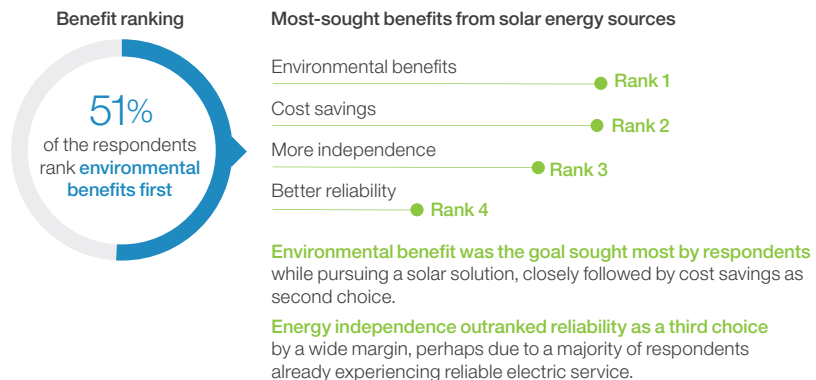 Benefit ranking
51%
of the respondents
rank environmental
benefits first
Most-sought benefits from solar energy sources
Environmental benefits
Rank 1
Cost savings
Rank 2
More independence
Rank 3
Better reliability
Rank 4
Environmental benefit was the goal sought most by respondents
while pursuing a solar solution, closely followed by cost savings as
second choice.
Energy independence outranked reliability as a third choice
by a wide margin, perhaps due to a majority of respondents
already experiencing reliable electric service.